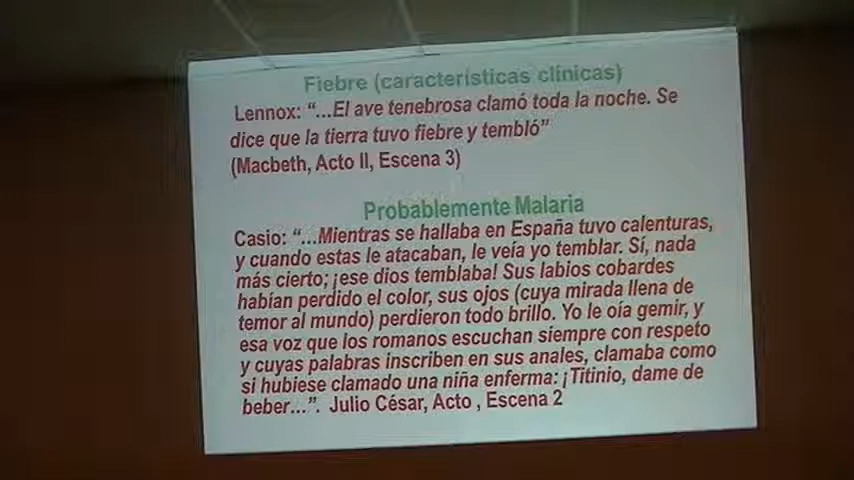 Fiebre (características clínicas)
Lennox: “...El ave tenebrosa clamó toda la noche. Se
dice que la tierra tuvo fiebre y tembló”
(Macbeth, Acto II, Escena 3)
Probablemente Malaria
Casio: “...Mientras se hallaba en España tuvo calenturas,
y cuando estas le atacaban, le veía yo temblar. Sí, nada
más cierto; ¡ese dios temblaba! Sus labios cobardes
habían perdido el color, sus ojos (cuya mirada llena de
temor al mundo) perdieron todo brillo. Yo le oía gemir, y
esa voz que los romanos escuchan siempre con respeto
y cuyas palabras inscriben en sus anales, clamaba como
si hubiese clamado una niña enferma: ¡Titinio, dame de
beber...”. Julio César, Acto , Escena 2